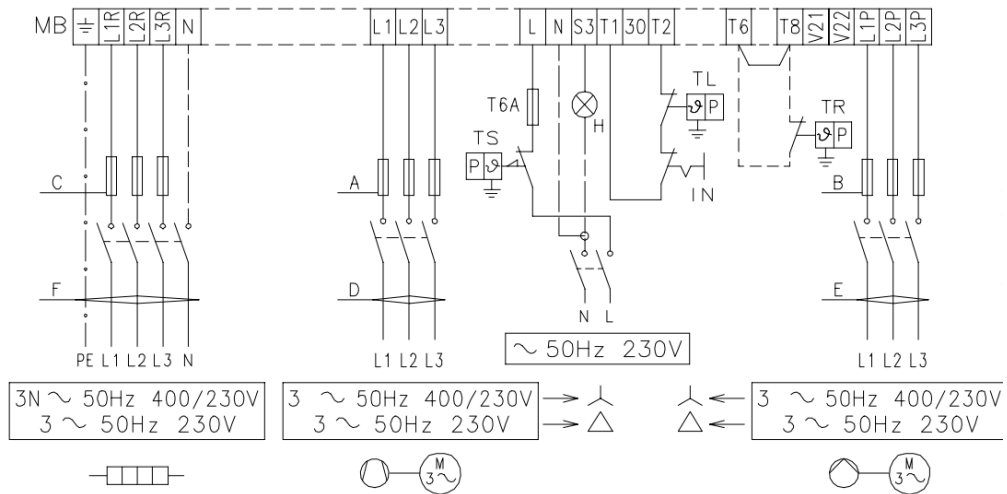 MB ⏚ L1R L2R L3R N L1 L2 L3 L N S3 T1 30 T2 T6 T8 V21 V22 L1P L2P L3P
T6A H TL
ϑ P
TS
P ϑ
TR
ϑ P
IN
C A B
F D E
N L
PE L1 L2 L3 N L1 L2 L3 L1 L2 L3
~ 50Hz 230V
3N ~ 50Hz 400/230V
3 ~ 50Hz 230V
3 ~ 50Hz 400/230V
3 ~ 50Hz 230V
3 ~ 50Hz 400/230V
3 ~ 50Hz 230V
M
3~
M
3~